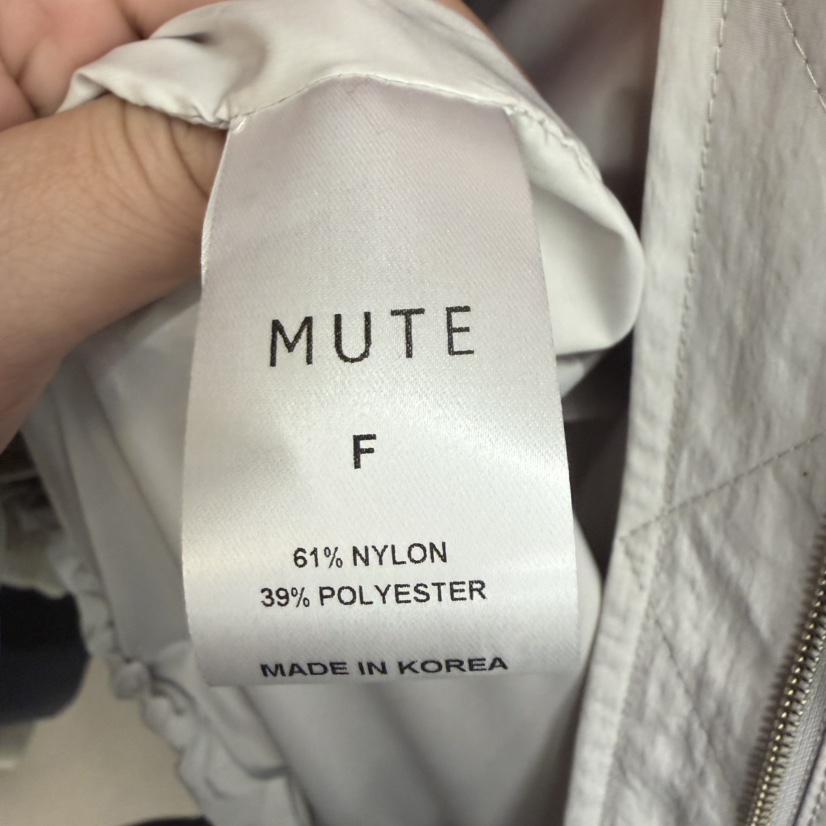 MUTE
F
61% NYLON
39% POLYESTER
MADE IN KOREA